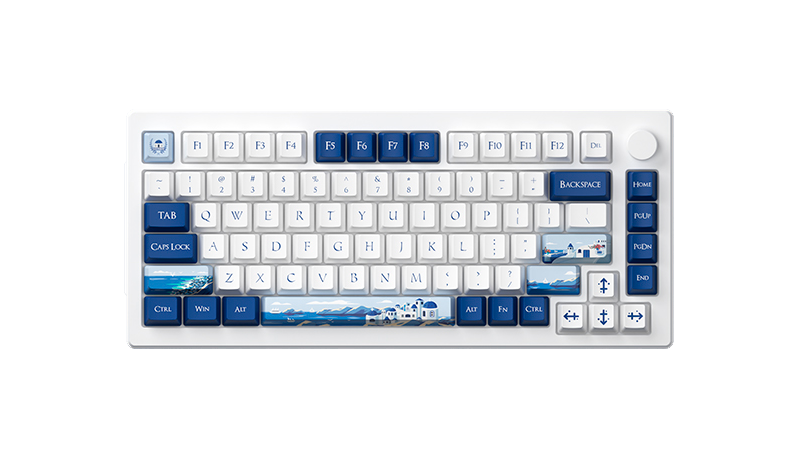 F1 F2 F3 F4 F5 F6 F7 F8 F9 F10 F11 F12 DEL
~ ! @ # $ % ^ & * ( ) _ + BACKSPACE HOME
1 2 3 4 5 6 7 8 9 0 - =
TAB Q W E R T Y U I O P { } PGUP
CAPS LOCK A S D F G H J K L : " PGDN
Z X C V B N M ? END
CTRL WIN ALT ALT FN CTRL